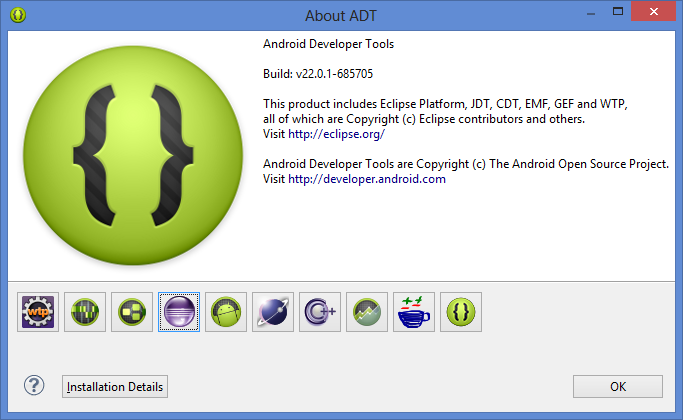 About ADT
Android Developer Tools
Build: v22.0.1-685705
This product includes Eclipse Platform, JDT, CDT, EMF, GEF and WTP,
all of which are Copyright (c) Eclipse contributors and others.
Visit http://eclipse.org/
Android Developer Tools are Copyright (c) The Android Open Source Project.
Visit http://developer.android.com
wtp
C++
?
Installation Details
OK